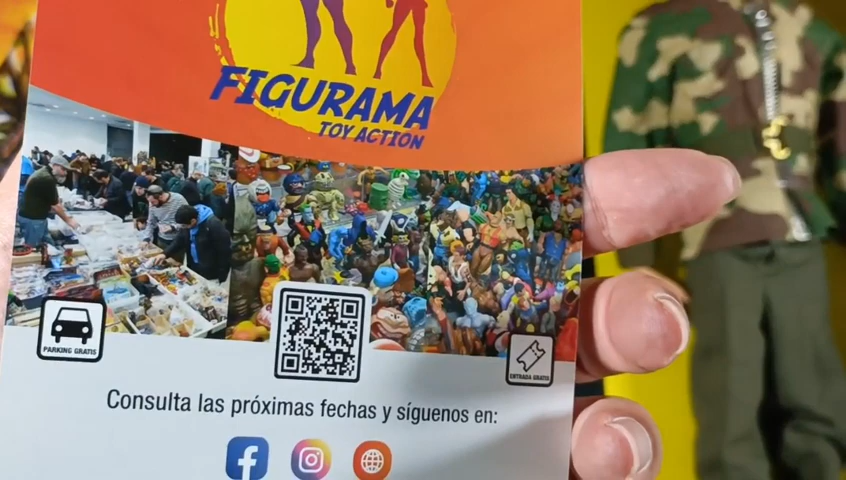 FIGURAMA
TOY ACTION
PARKING GRATIS
ENTRADA GRATIS
Consulta las próximas fechas y síguenos en: